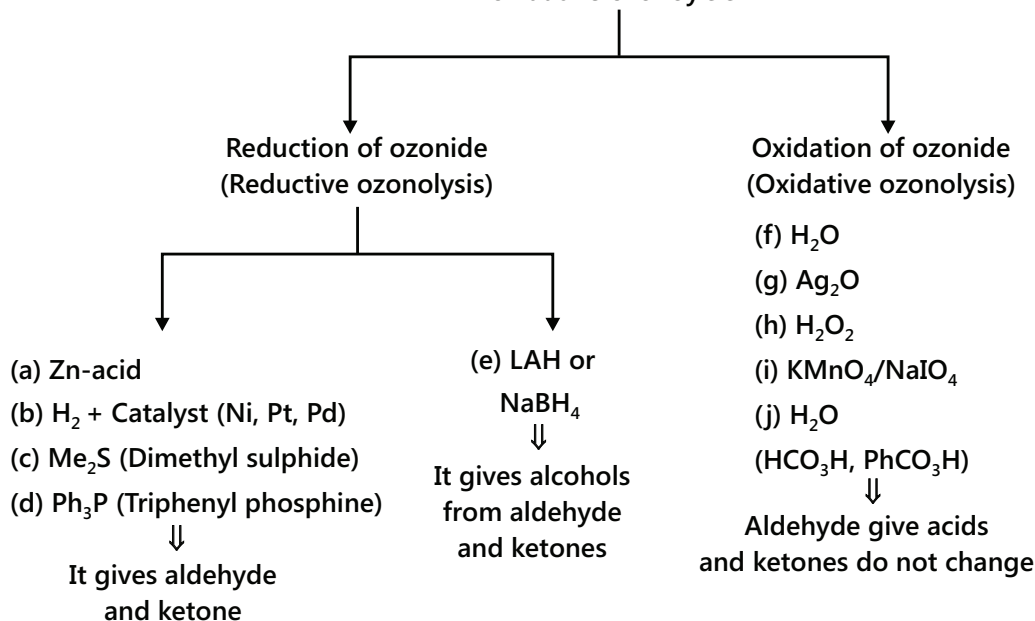 Reduction of ozonide
(Reductive ozonolysis)
Oxidation of ozonide
(Oxidative ozonolysis)
(a) Zn-acid
(b) H₂ + Catalyst (Ni, Pt, Pd)
(c) Me₂S (Dimethyl sulphide)
(d) Ph₃P (Triphenyl phosphine)
⇓
It gives aldehyde
and ketone
(e) LAH or
NaBH₄
⇓
It gives alcohols
from aldehyde
and ketones
(f) H₂O
(g) Ag₂O
(h) H₂O₂
(i) KMnO₄/NaIO₄
(j) H₂O
(HCO₃H, PhCO₃H)
⇓
Aldehyde give acids
and ketones do not change